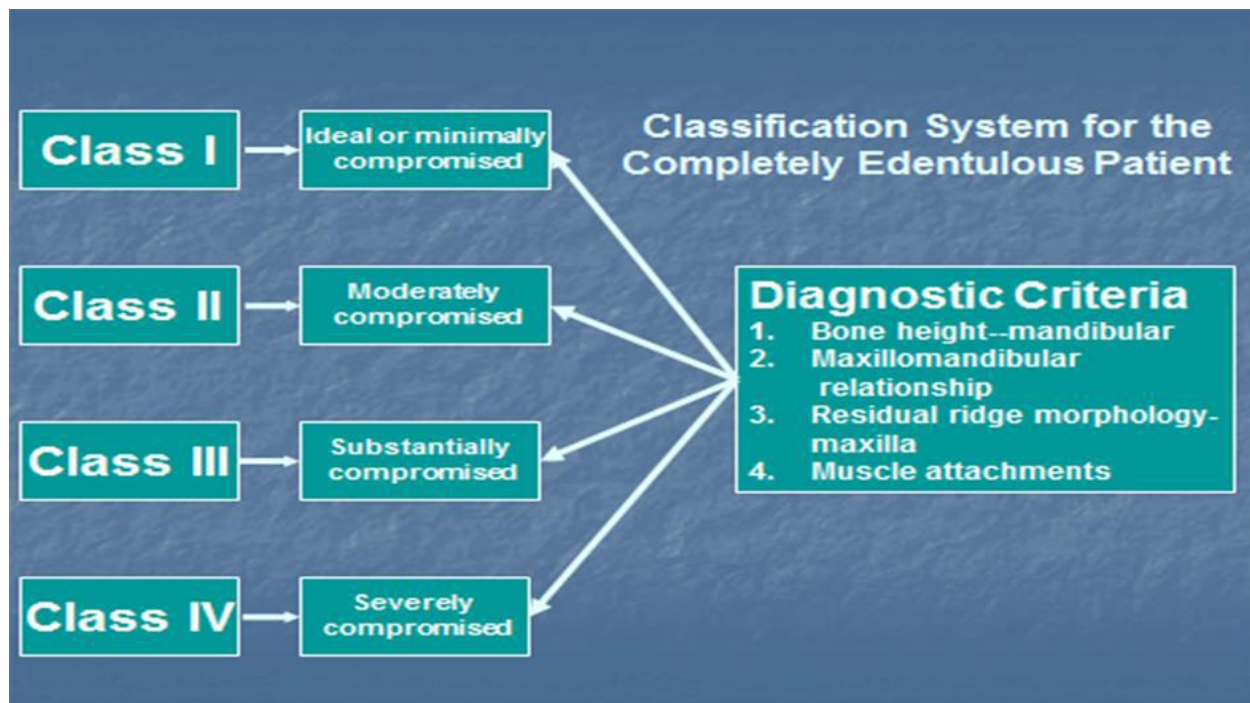 Classification System for the
Completely Edentulous Patient
Class I
Ideal or minimally
compromised
Class II
Moderately
compromised
Class III
Substantially
compromised
Class IV
Severely
compromised
Diagnostic Criteria
1. Bone height--mandibular
2. Maxillomandibular
relationship
3. Residual ridge morphology-
maxilla
4. Muscle attachments